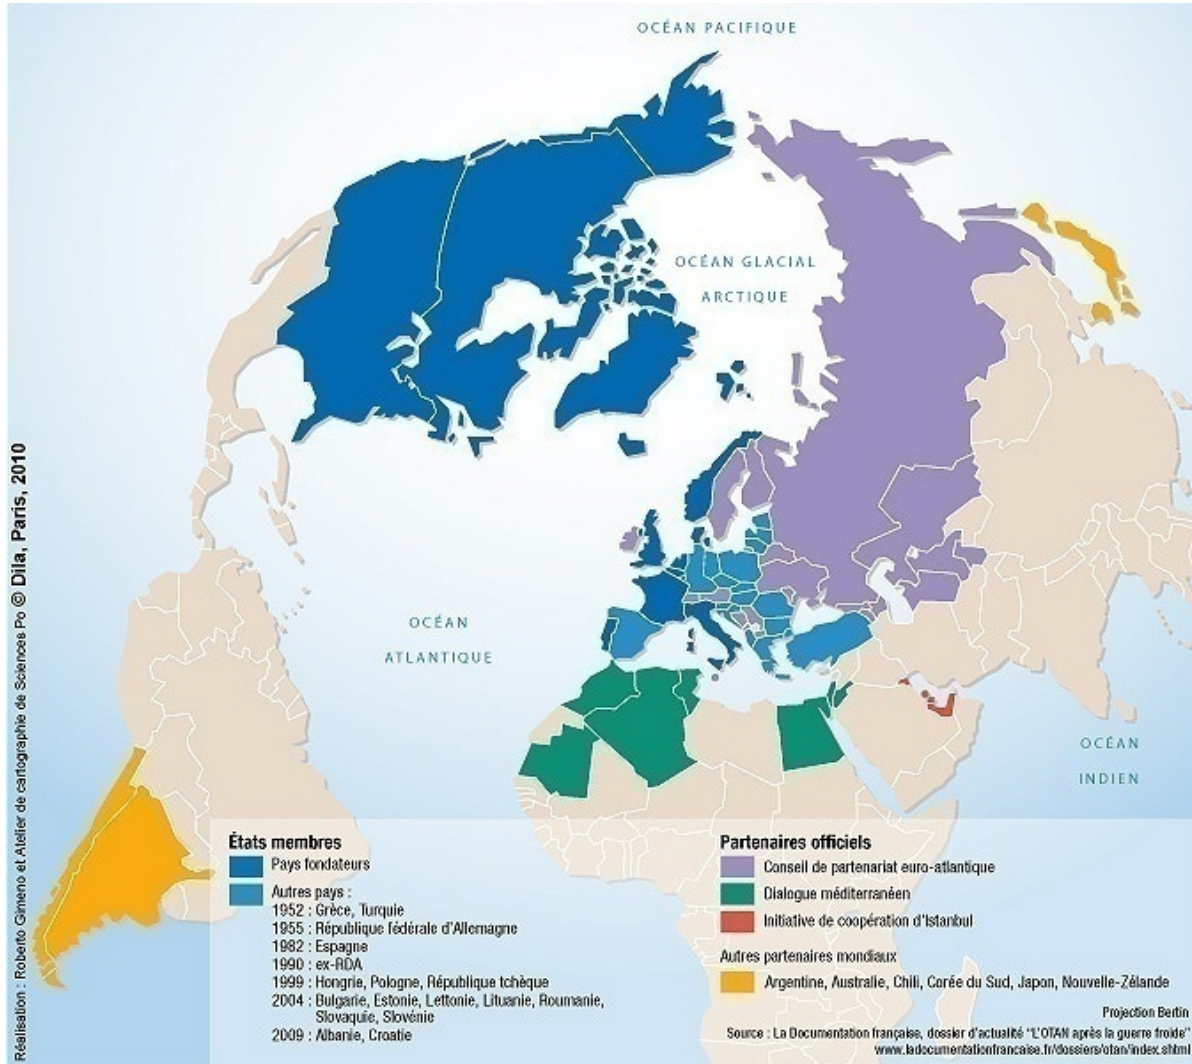 OCÉAN PACIFIQUE
OCÉAN GLACIAL
ARCTIQUE
OCÉAN
ATLANTIQUE
OCÉAN
INDIEN
Réalisation : Roberto Gimeno et Atelier de cartographie de Sciences Po © Dila, Paris, 2010
États membres
Pays fondateurs
Autres pays :
1952 : Grèce, Turquie
1955 : République fédérale d'Allemagne
1982 : Espagne
1990 : ex-RDA
1999 : Hongrie, Pologne, République tchèque
2004 : Bulgarie, Estonie, Lettonie, Lituanie, Roumanie,
Slovaquie, Slovénie
2009 : Albanie, Croatie
Partenaires officiels
Conseil de partenariat euro-atlantique
Dialogue méditerranéen
Initiative de coopération d'Istanbul
Autres partenaires mondiaux
Argentine, Australie, Chili, Corée du Sud, Japon, Nouvelle-Zélande
Projection Bertin
Source : La Documentation française, dossier d'actualité "L'OTAN après la guerre froide"
www.ladocumentationfrancaise.fr/dossiers/otan/index.shtml